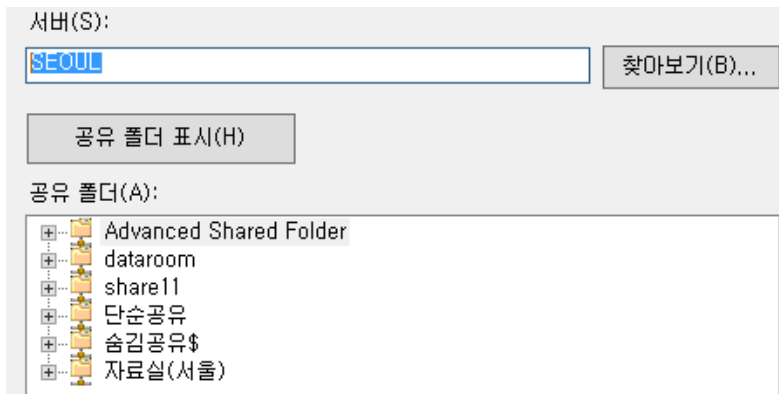 서버(S):
SEOUL
찾아보기(B)...
공유 폴더 표시(H)
공유 폴더(A):
Advanced Shared Folder
dataroom
share11
단순공유
숨김공유$
자료실(서울)